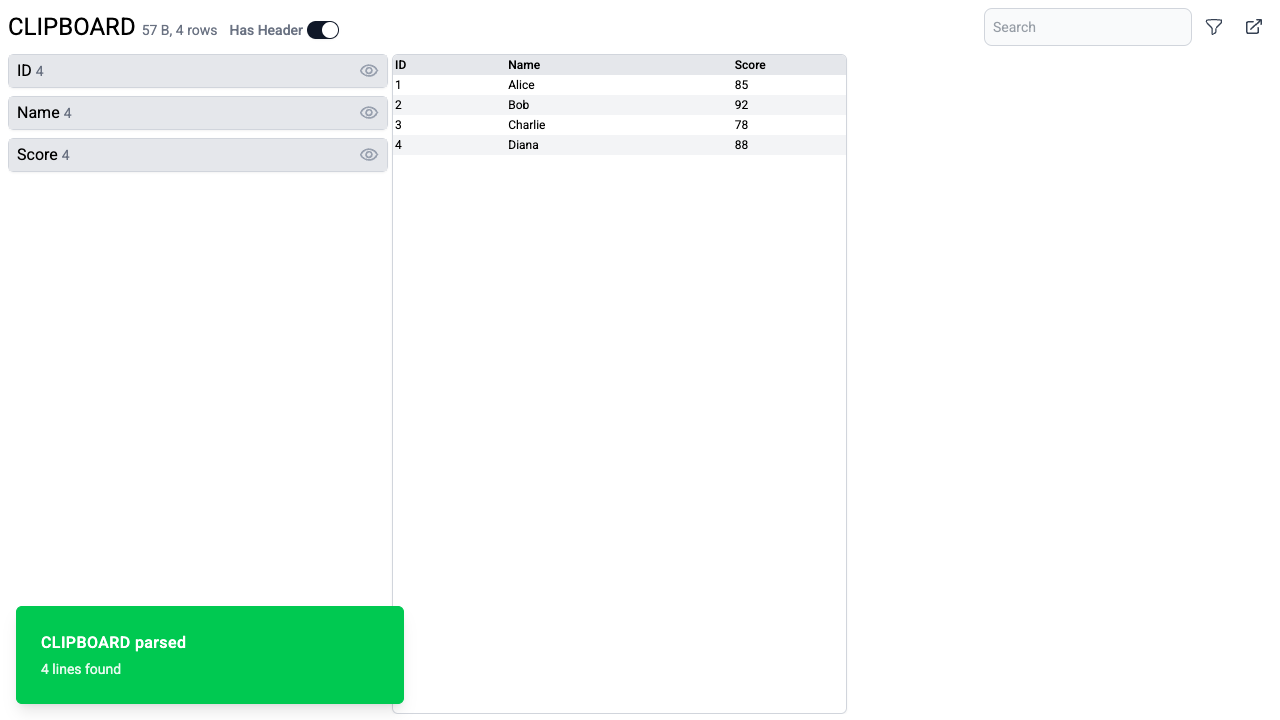 CLIPBOARD 57 B, 4 rows Has Header Search
ID 4
Name 4
Score 4
ID Name Score
1 Alice 85
2 Bob 92
3 Charlie 78
4 Diana 88
CLIPBOARD parsed
4 lines found